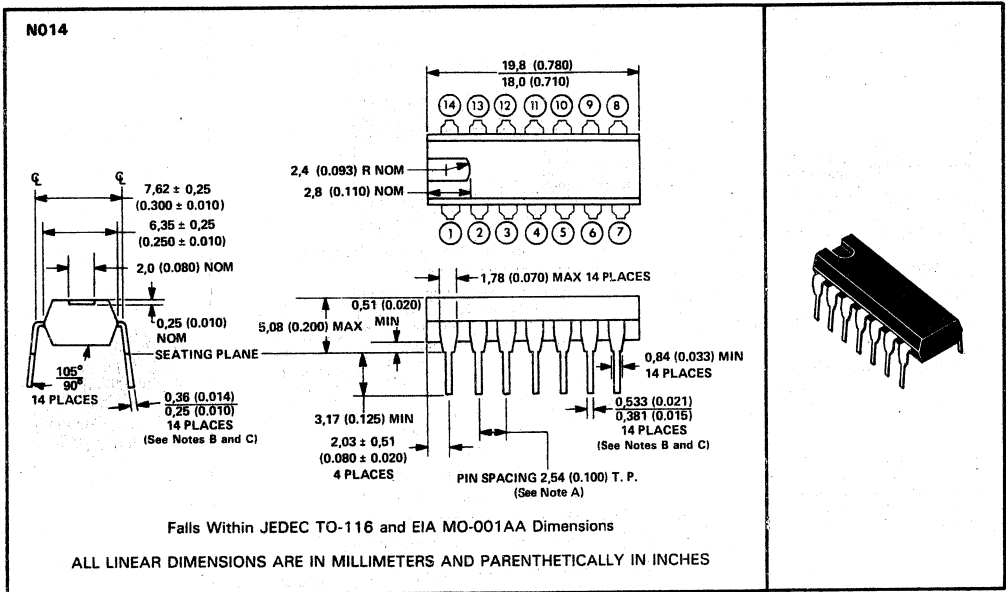 N014
19,8 (0.780)
18,0 (0.710)
14 13 12 11 10 9 8
2,4 (0.093) R NOM
2,8 (0.110) NOM
1 2 3 4 5 6 7
℄ ℄
7,62 ± 0,25
(0.300 ± 0.010)
6,35 ± 0,25
(0.250 ± 0.010)
2,0 (0.080) NOM
0,25 (0.010)
NOM
SEATING PLANE
105°
90°
14 PLACES
0,36 (0.014)
0,25 (0.010)
14 PLACES
(See Notes B and C)
1,78 (0.070) MAX 14 PLACES
0,51 (0.020)
MIN
5,08 (0.200) MAX
0,84 (0.033) MIN
14 PLACES
3,17 (0.125) MIN
0,533 (0.021)
0,381 (0.015)
14 PLACES
(See Notes B and C)
2,03 ± 0,51
(0.080 ± 0.020)
4 PLACES
PIN SPACING 2,54 (0.100) T. P.
(See Note A)
Falls Within JEDEC TO-116 and EIA MO-001AA Dimensions
ALL LINEAR DIMENSIONS ARE IN MILLIMETERS AND PARENTHETICALLY IN INCHES